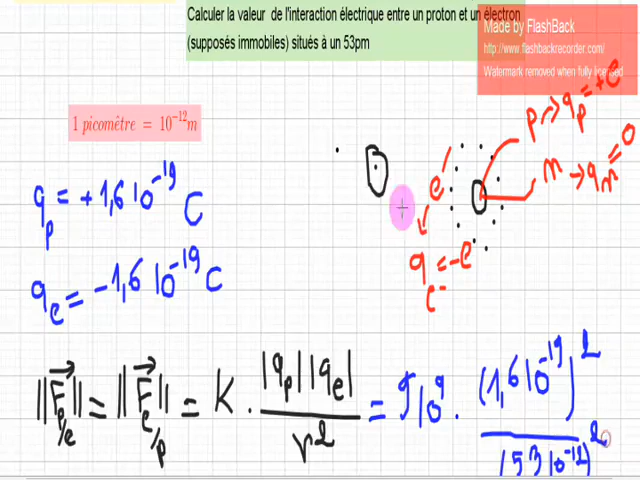 Calculer la valeur de l'interaction électrique entre un proton et un électron
(supposés immobiles) situés à un 53pm
Made by FlashBack
http://www.flashbackrecorder.com/
Watermark removed when fully licensed
1 picomètre = 10⁻¹² m
p → q_p = +e
n → q_n = 0
e⁻
q_e⁻ = -e
q_p = +1,6 10⁻¹⁹ C
q_e = -1,6 10⁻¹⁹ C
||F⃗_p/e|| = ||F⃗_e/p|| = K . |q_p||q_e| / r² = 9 10⁹ . (1,6 10⁻¹⁹)² / (53 10⁻¹²)²